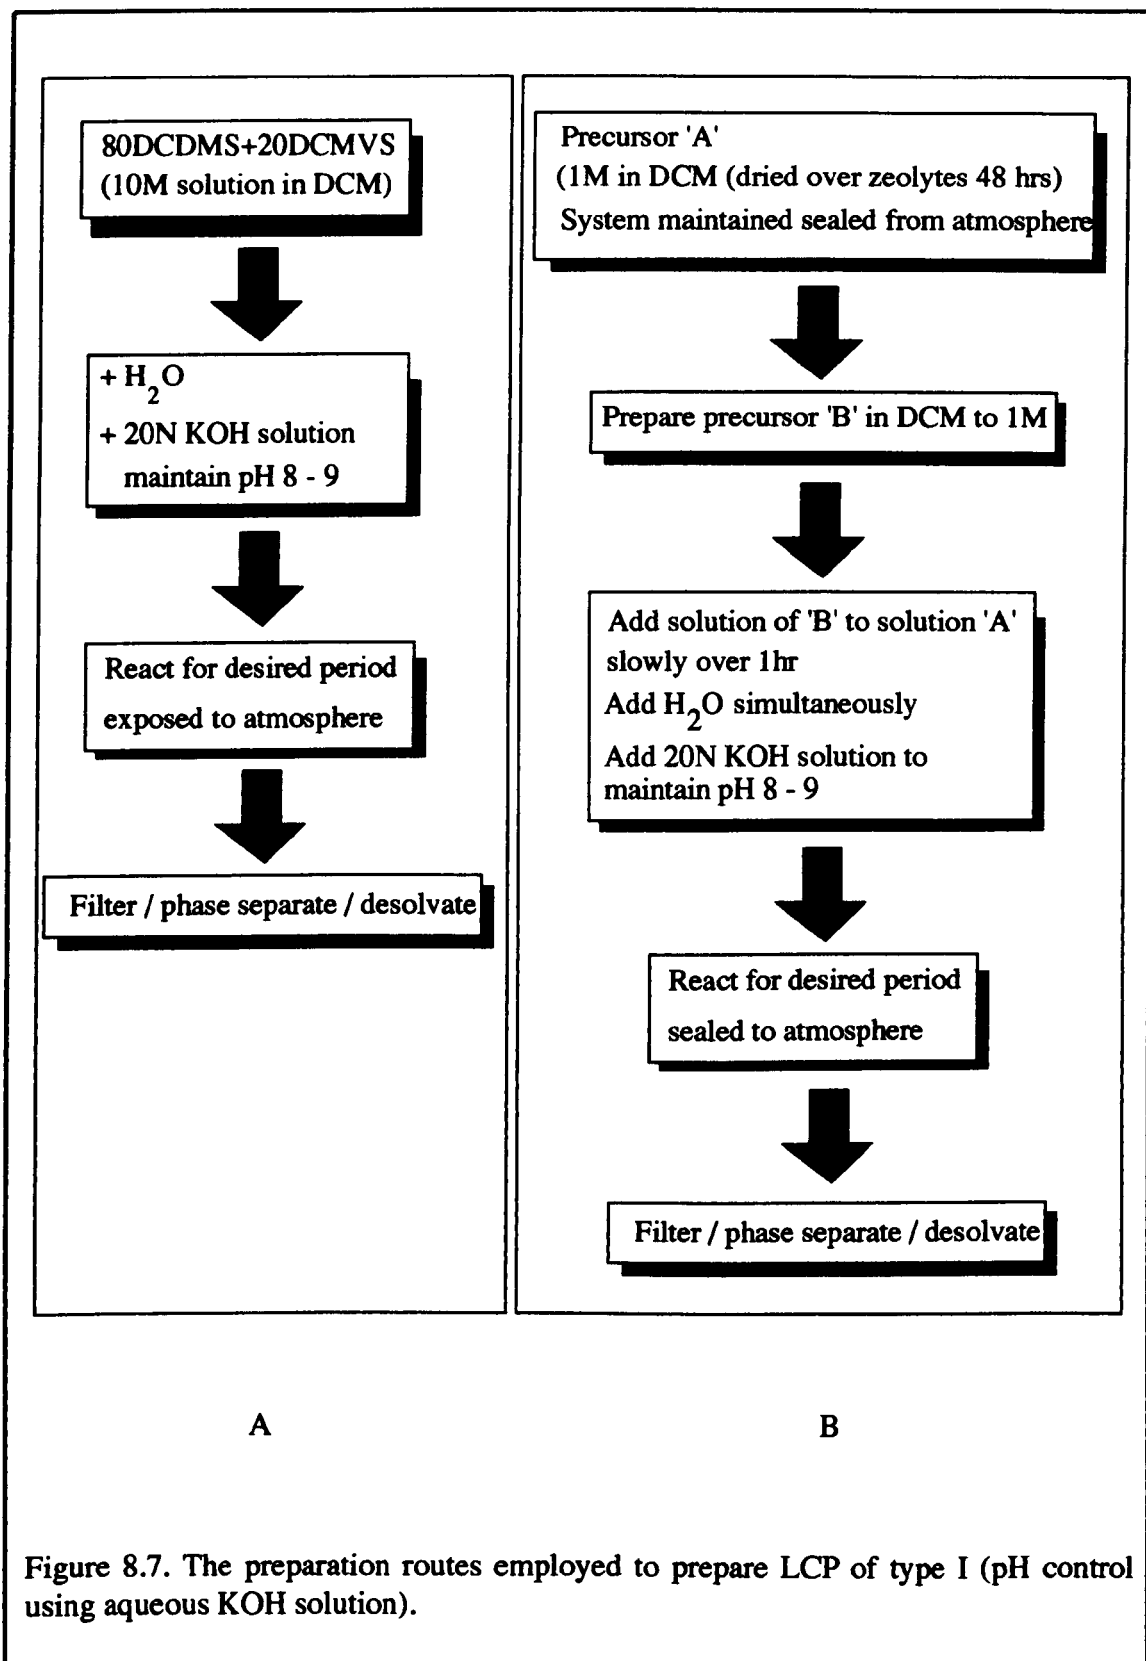 80DCDMS+20DCMVS
(10M solution in DCM)
+ H2O
+ 20N KOH solution
maintain pH 8 - 9
React for desired period
exposed to atmosphere
Filter / phase separate / desolvate
Precursor 'A'
(1M in DCM (dried over zeolytes 48 hrs)
System maintained sealed from atmosphere
Prepare precursor 'B' in DCM to 1M
Add solution of 'B' to solution 'A'
slowly over 1hr
Add H2O simultaneously
Add 20N KOH solution to
maintain pH 8 - 9
React for desired period
sealed to atmosphere
Filter / phase separate / desolvate
A
B
Figure 8.7. The preparation routes employed to prepare LCP of type I (pH control
using aqueous KOH solution).